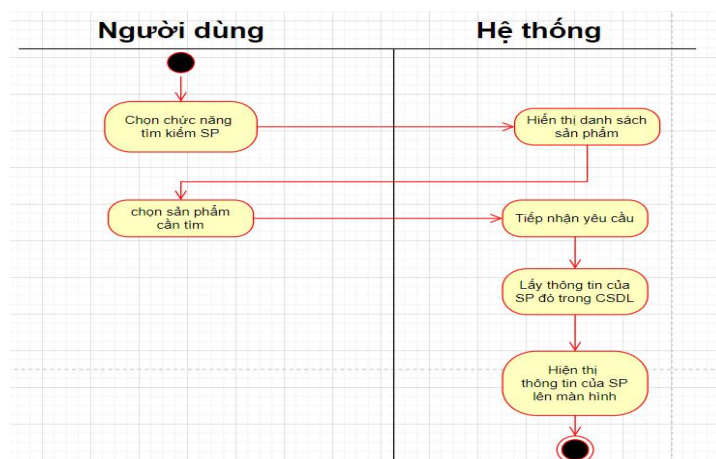 Người dùng
Hệ thống
Chọn chức năng
tìm kiếm SP
Hiển thị danh sách
sản phẩm
chọn sản phẩm
cần tìm
Tiếp nhận yêu cầu
Lấy thông tin của
SP đó trong CSDL
Hiện thị
thông tin của SP
lên màn hình